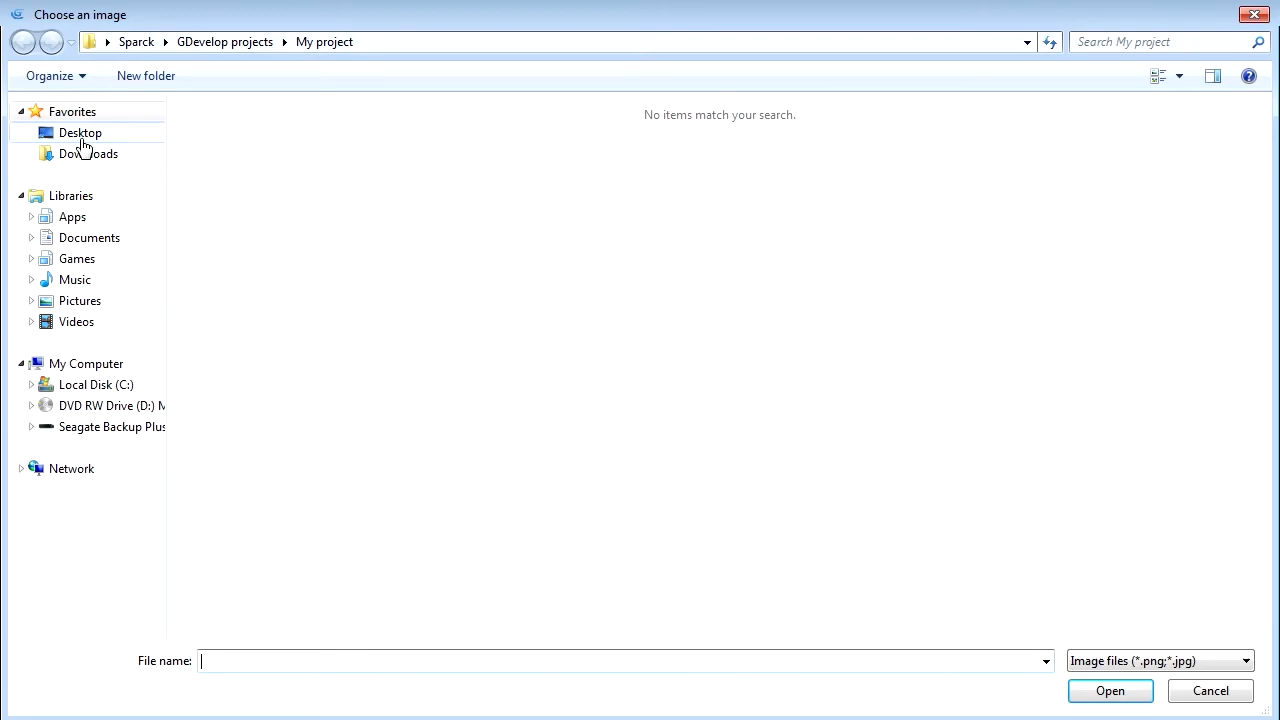 Choose an image
Sparck GDevelop projects My project
Search My project
Organize New folder
Favorites
Desktop
Downloads
Libraries
Apps
Documents
Games
Music
Pictures
Videos
My Computer
Local Disk (C:)
DVD RW Drive (D:) M
Seagate Backup Plus
Network
No items match your search.
File name:
Image files (*.png;*.jpg)
Open Cancel